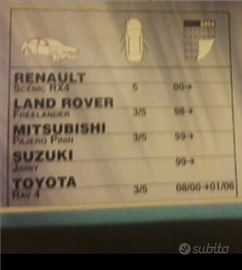 RENAULT
SCENIC RX4 5 00→
LAND ROVER
FREELANDER 3/5 98→
MITSUBISHI
PAJERO PININ 3/5 99→
SUZUKI
JIMNY 99→
TOYOTA
RAV 4 3/5 08/00→01/06
subito